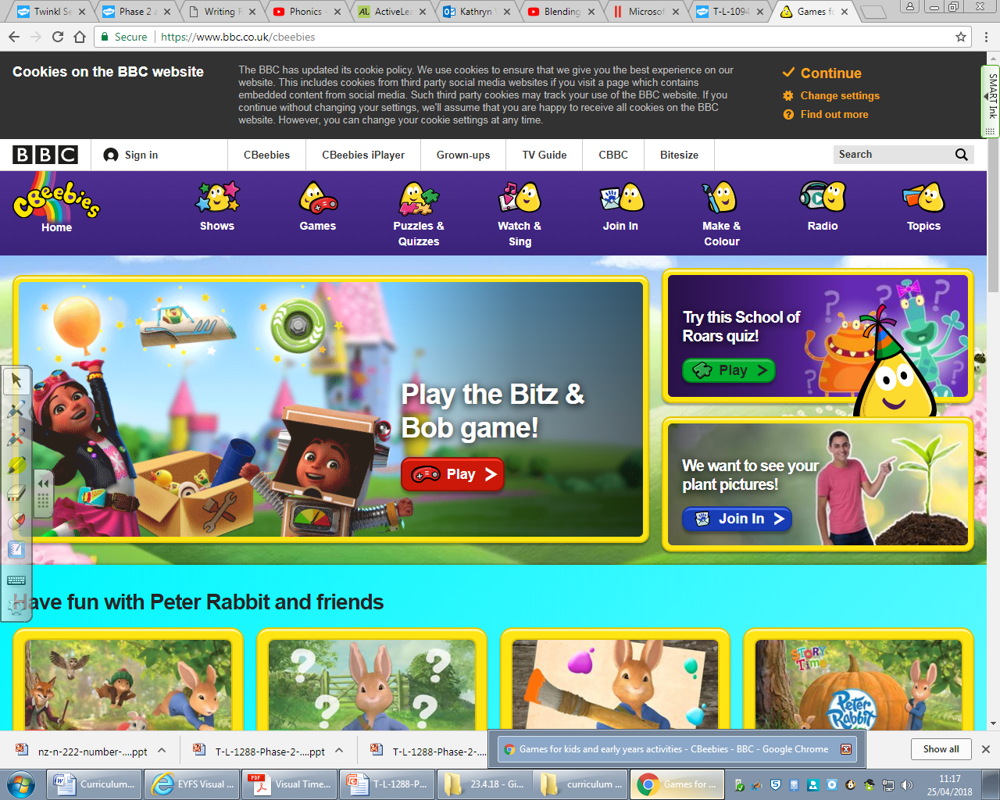 Twinkl Se
Phase 2 a
Writing F
Phonics -
ActiveLea
Kathryn
Blending
Microsof
T-L-1094
Games fo
Secure
https://www.bbc.co.uk/cbeebies
Cookies on the BBC website
The BBC has updated its cookie policy. We use cookies to ensure that we give you the best experience on our
website. This includes cookies from third party social media websites if you visit a page which contains
embedded content from social media. Such third party cookies may track your use of the BBC website. If you
continue without changing your settings, we'll assume that you are happy to receive all cookies on the BBC
website. However, you can change your cookie settings at any time.
Continue
Change settings
Find out more
SMART Ink
BBC
Sign in
CBeebies
CBeebies iPlayer
Grown-ups
TV Guide
CBBC
Bitesize
Search
CBeebies
Home
Shows
Games
Puzzles &
Quizzes
Watch &
Sing
Join In
Make &
Colour
Radio
Topics
Play the Bitz &
Bob game!
Play
Try this School of
Roars quiz!
Play
We want to see your
plant pictures!
Join In
Have fun with Peter Rabbit and friends
STORY
Time
Peter
Rabbit
nz-n-222-number-....ppt
T-L-1288-Phase-2-....ppt
T-L-1288-Phase-2-....
Games for kids and early years activities - CBeebies - BBC - Google Chrome
Show all
Curriculum...
EYFS Visual ...
Visual Time...
T-L-1288-P...
23.4.18 - Gi...
curriculum ...
Games for ...
11:17
25/04/2018